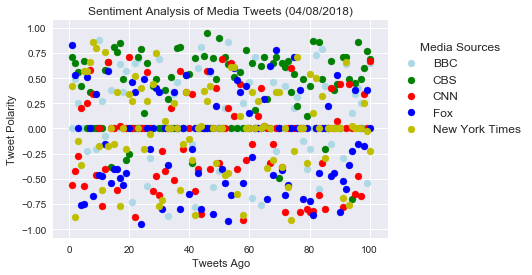 Sentiment Analysis of Media Tweets (04/08/2018)
1.00
0.75
0.50
0.25
0.00
−0.25
−0.50
−0.75
−1.00
Tweet Polarity
0 20 40 60 80 100
Tweets Ago
Media Sources
BBC
CBS
CNN
Fox
New York Times